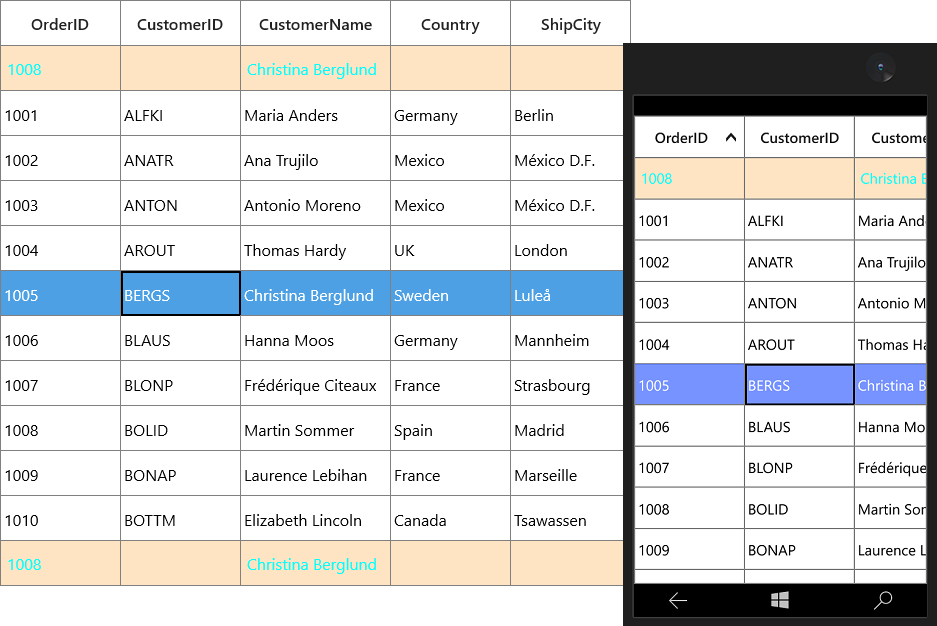 OrderID CustomerID CustomerName Country ShipCity
1008 Christina Berglund
1001 ALFKI Maria Anders Germany Berlin
1002 ANATR Ana Trujilo Mexico México D.F.
1003 ANTON Antonio Moreno Mexico México D.F.
1004 AROUT Thomas Hardy UK London
1005 BERGS Christina Berglund Sweden Luleå
1006 BLAUS Hanna Moos Germany Mannheim
1007 BLONP Frédérique Citeaux France Strasbourg
1008 BOLID Martin Sommer Spain Madrid
1009 BONAP Laurence Lebihan France Marseille
1010 BOTTM Elizabeth Lincoln Canada Tsawassen
1008 Christina Berglund
OrderID CustomerID Custome
1008 Christina B
1001 ALFKI Maria And
1002 ANATR Ana Trujilo
1003 ANTON Antonio M
1004 AROUT Thomas Ha
1005 BERGS Christina B
1006 BLAUS Hanna Mo
1007 BLONP Frédérique
1008 BOLID Martin Som
1009 BONAP Laurence L